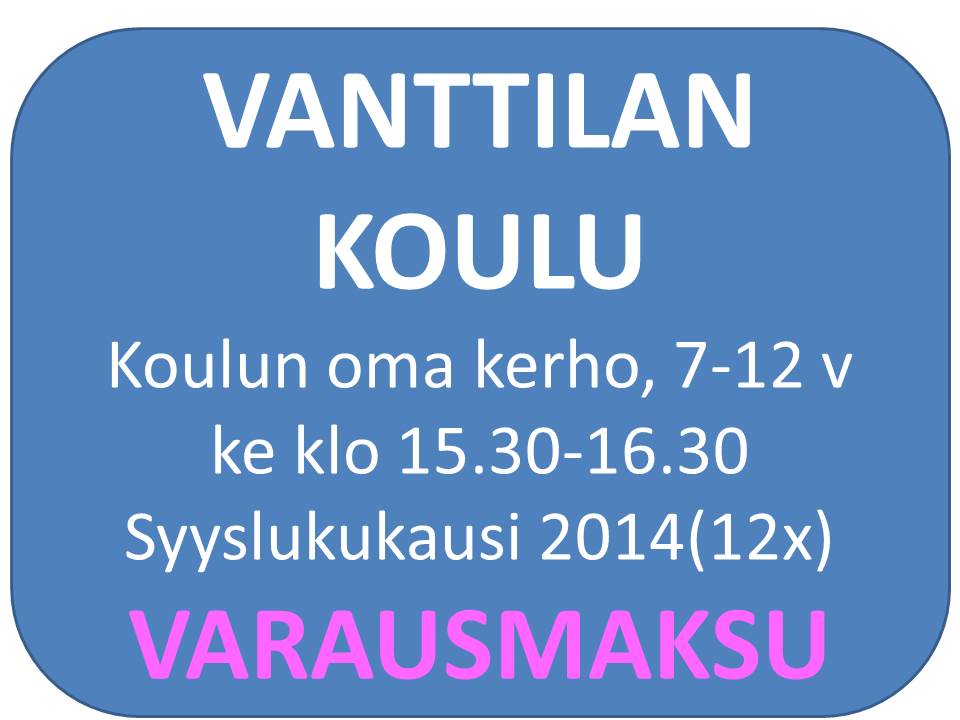 VANTTILAN
KOULU
Koulun oma kerho, 7-12 v
ke klo 15.30-16.30
Syyslukukausi 2014(12x)
VARAUSMAKSU